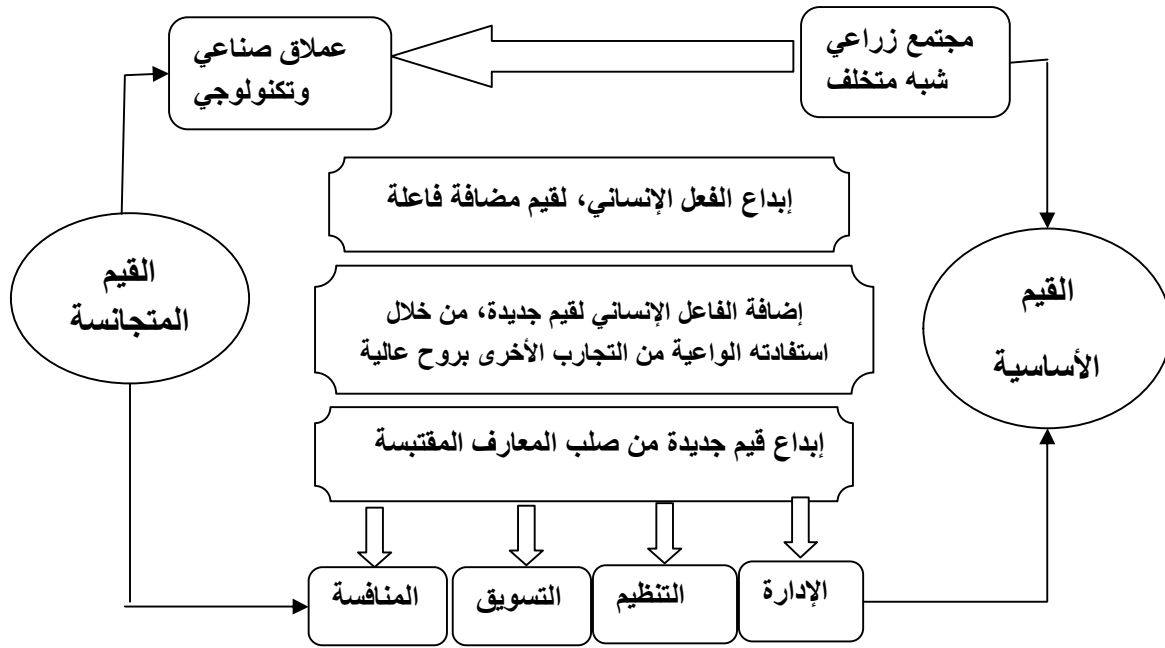 مجتمع زراعي
شبه متخلف
عملاق صناعي
وتكنولوجي
إبداع الفعل الإنساني، لقيم مضافة فاعلة
القيم
الأساسية
إضافة الفاعل الإنساني لقيم جديدة، من خلال
استفادته الواعية من التجارب الأخرى بروح عالية
القيم
المتجانسة
إبداع قيم جديدة من صلب المعارف المقتبسة
الإدارة
التنظيم
التسويق
المنافسة